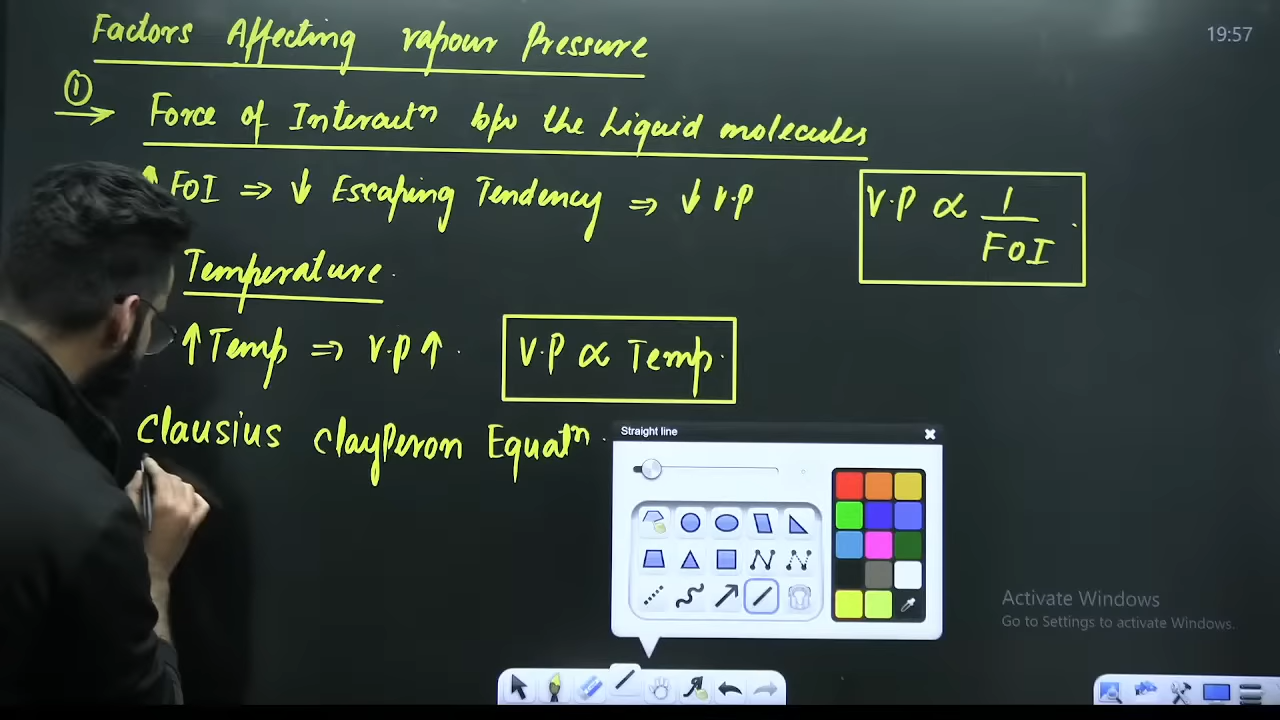 Factors Affecting Vapour Pressure
19:57
①
Force of Interactⁿ b/w the Liquid molecules
↑ FOI ⇒ ↓ Escaping Tendency ⇒ ↓ V.P
V.P ∝ 1/FOI
Temperature
↑ Temp ⇒ V.P ↑
V.P ∝ Temp
Clausius Clayperon Equatⁿ
Straight line
Activate Windows
Go to Settings to activate Windows.